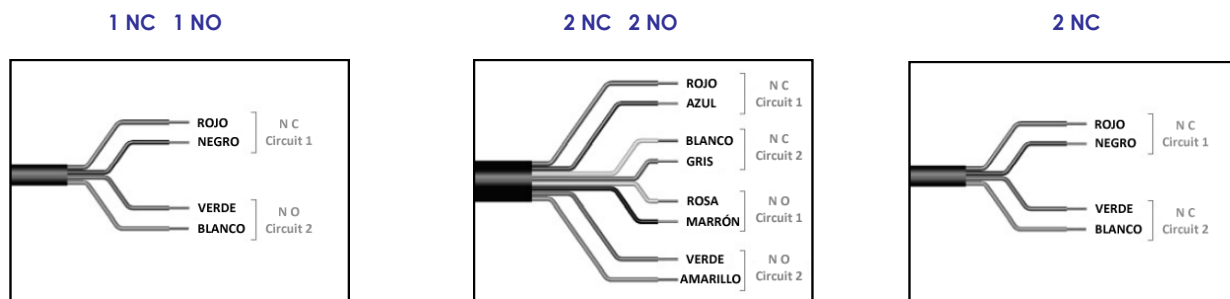 1 NC 1 NO
ROJO
NEGRO
N C
Circuit 1
VERDE
BLANCO
N O
Circuit 2
2 NC 2 NO
ROJO
AZUL
N C
Circuit 1
BLANCO
GRIS
N C
Circuit 2
ROSA
MARRÓN
N O
Circuit 1
VERDE
AMARILLO
N O
Circuit 2
2 NC
ROJO
NEGRO
N C
Circuit 1
VERDE
BLANCO
N C
Circuit 2